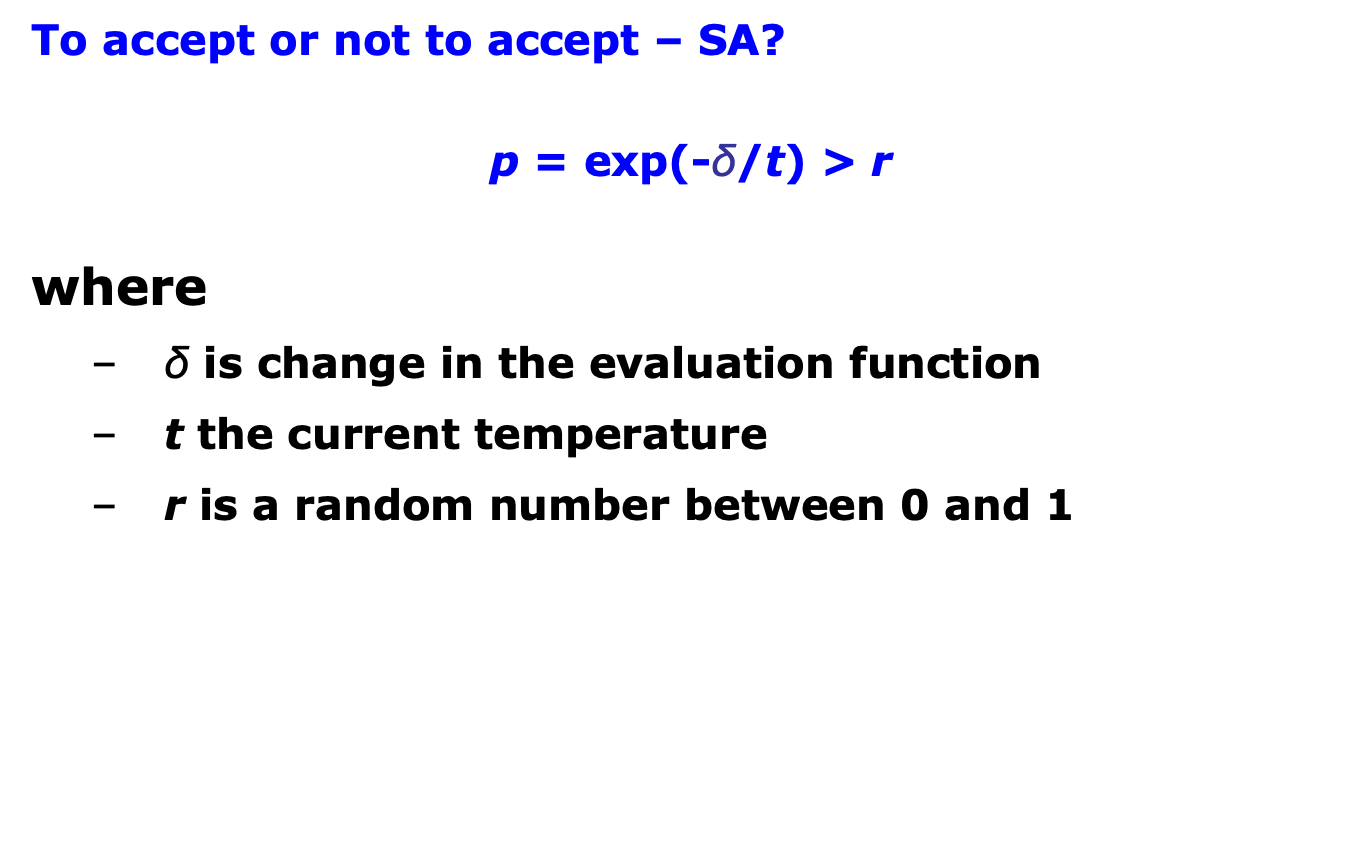 To accept or not to accept – SA?
p = exp(-δ/t) > r
where
– δ is change in the evaluation function
– t the current temperature
– r is a random number between 0 and 1